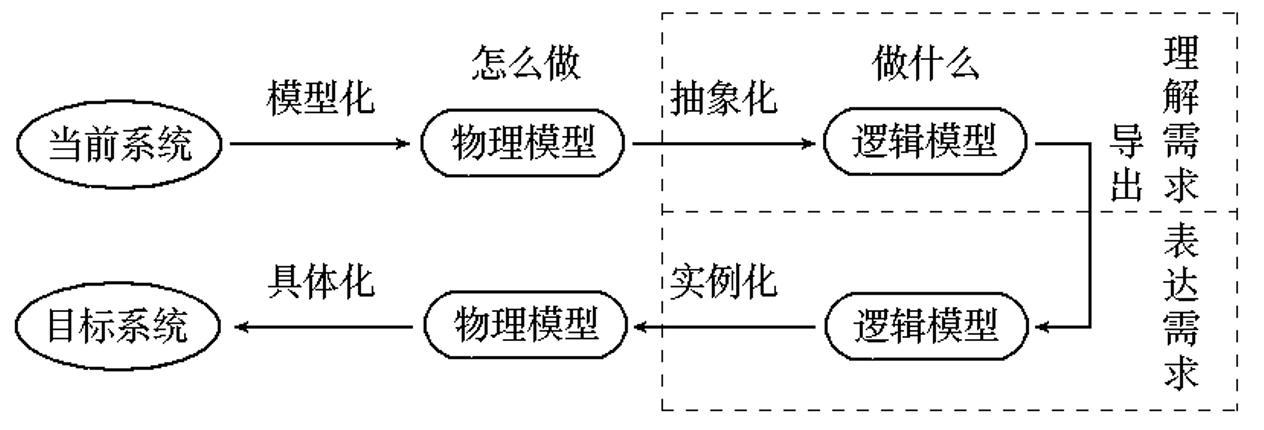 怎么做
做什么
模型化
抽象化
当前系统
物理模型
逻辑模型
导出
理解需求
表达需求
具体化
实例化
目标系统
物理模型
逻辑模型